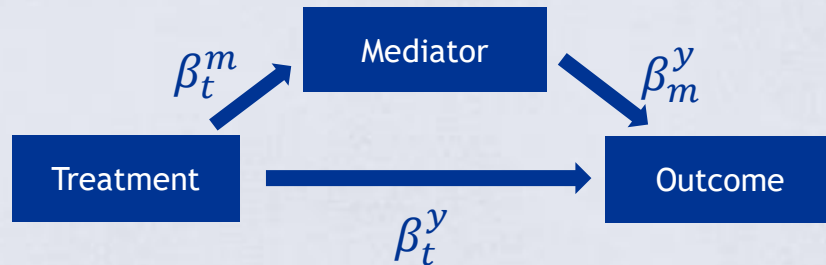 Mediator
β_t^m
β_m^y
Treatment
Outcome
β_t^y